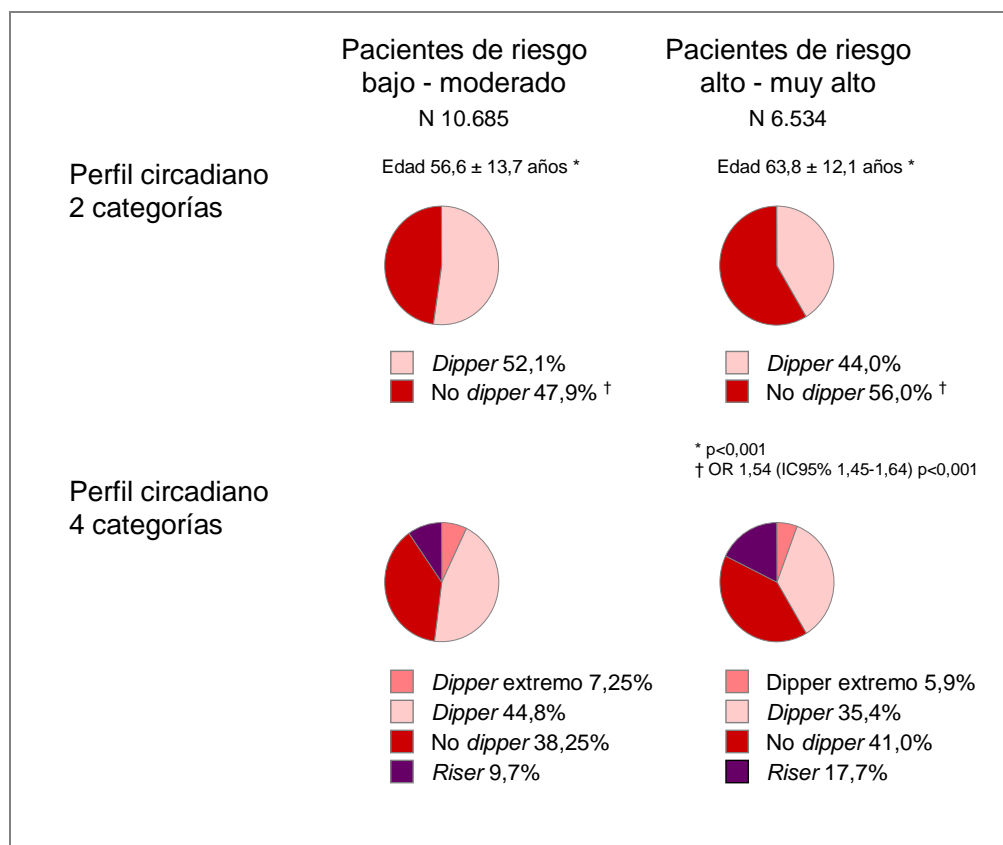 Pacientes de riesgo
bajo - moderado
N 10.685
Pacientes de riesgo
alto - muy alto
N 6.534
Perfil circadiano
2 categorías
Edad 56,6 ± 13,7 años *
Edad 63,8 ± 12,1 años *
Dipper 52,1%
No dipper 47,9% †
Dipper 44,0%
No dipper 56,0% †
* p<0,001
† OR 1,54 (IC95% 1,45-1,64) p<0,001
Perfil circadiano
4 categorías
Dipper extremo 7,25%
Dipper 44,8%
No dipper 38,25%
Riser 9,7%
Dipper extremo 5,9%
Dipper 35,4%
No dipper 41,0%
Riser 17,7%